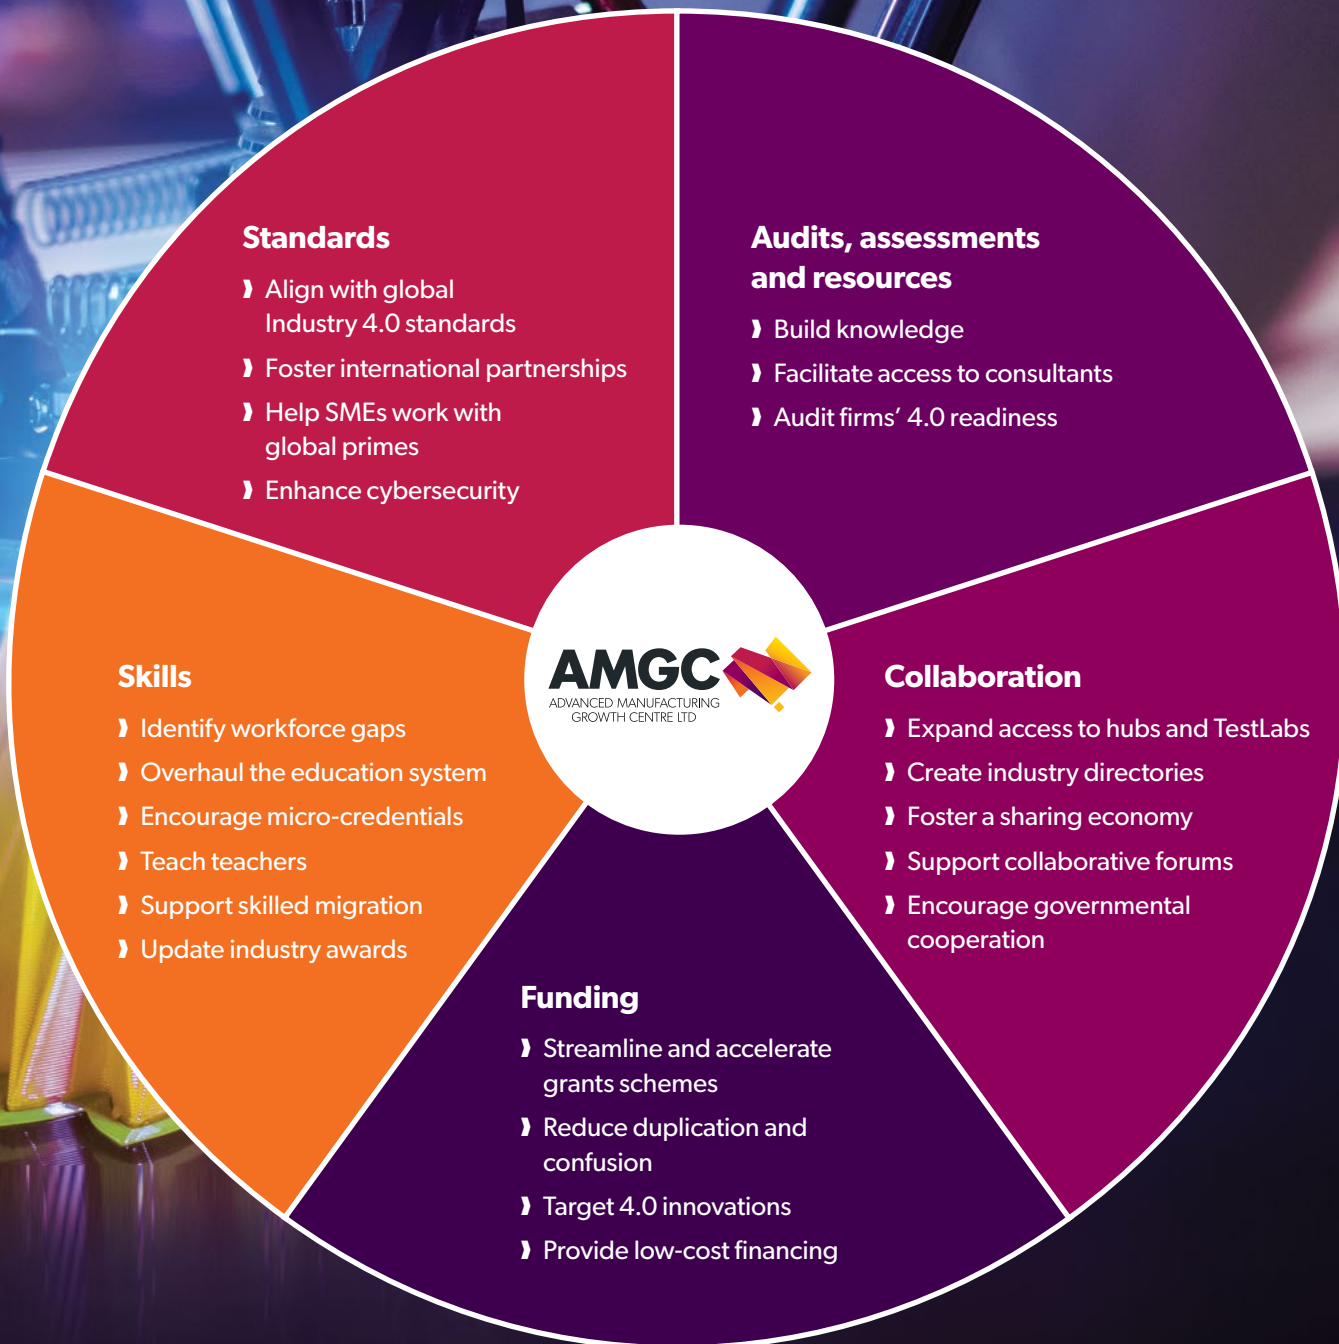 Standards
❱ Align with global
Industry 4.0 standards
❱ Foster international partnerships
❱ Help SMEs work with
global primes
❱ Enhance cybersecurity
Audits, assessments
and resources
❱ Build knowledge
❱ Facilitate access to consultants
❱ Audit firms’ 4.0 readiness
AMGC
ADVANCED MANUFACTURING
GROWTH CENTRE LTD
Skills
❱ Identify workforce gaps
❱ Overhaul the education system
❱ Encourage micro-credentials
❱ Teach teachers
❱ Support skilled migration
❱ Update industry awards
Collaboration
❱ Expand access to hubs and TestLabs
❱ Create industry directories
❱ Foster a sharing economy
❱ Support collaborative forums
❱ Encourage governmental
cooperation
Funding
❱ Streamline and accelerate
grants schemes
❱ Reduce duplication and
confusion
❱ Target 4.0 innovations
❱ Provide low-cost financing